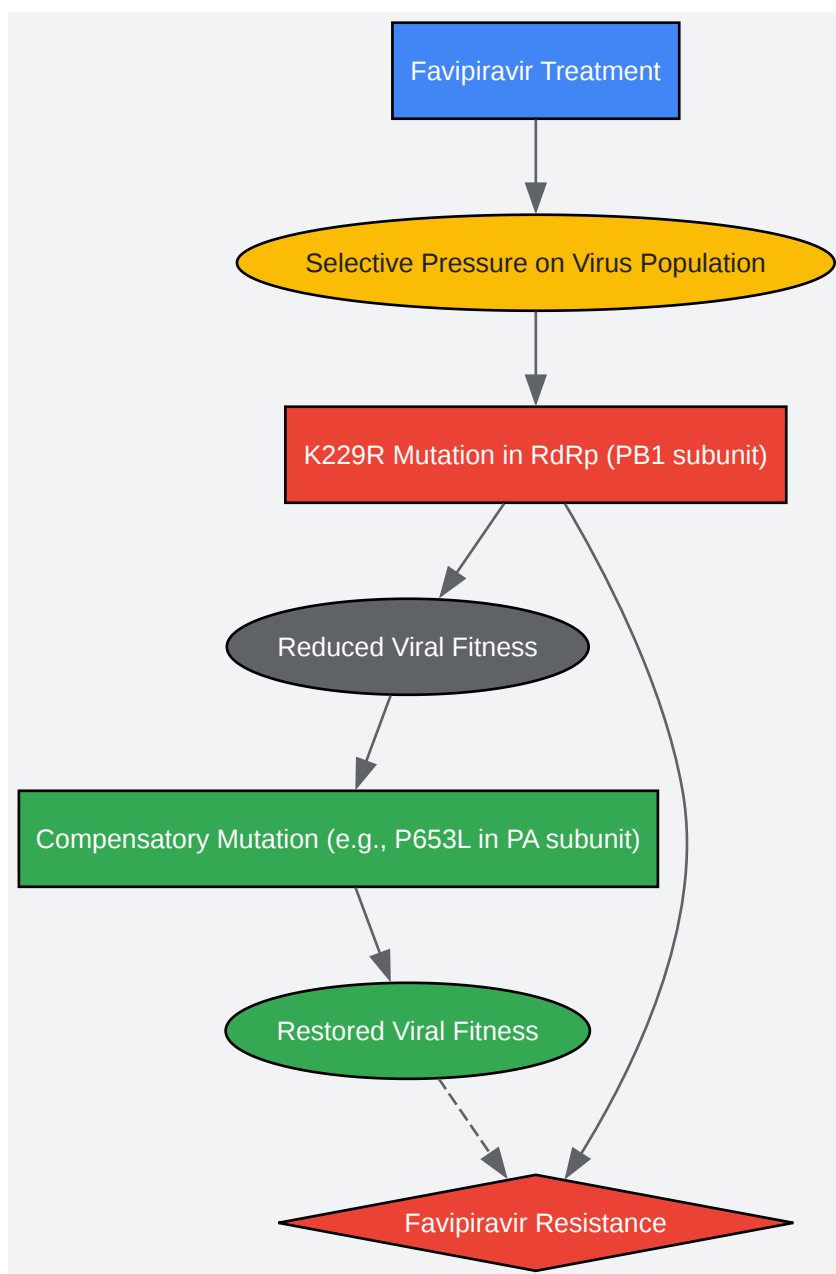 Favipiravir Treatment
Selective Pressure on Virus Population
K229R Mutation in RdRp (PB1 subunit)
Reduced Viral Fitness
Compensatory Mutation (e.g., P653L in PA subunit)
Restored Viral Fitness
Favipiravir Resistance